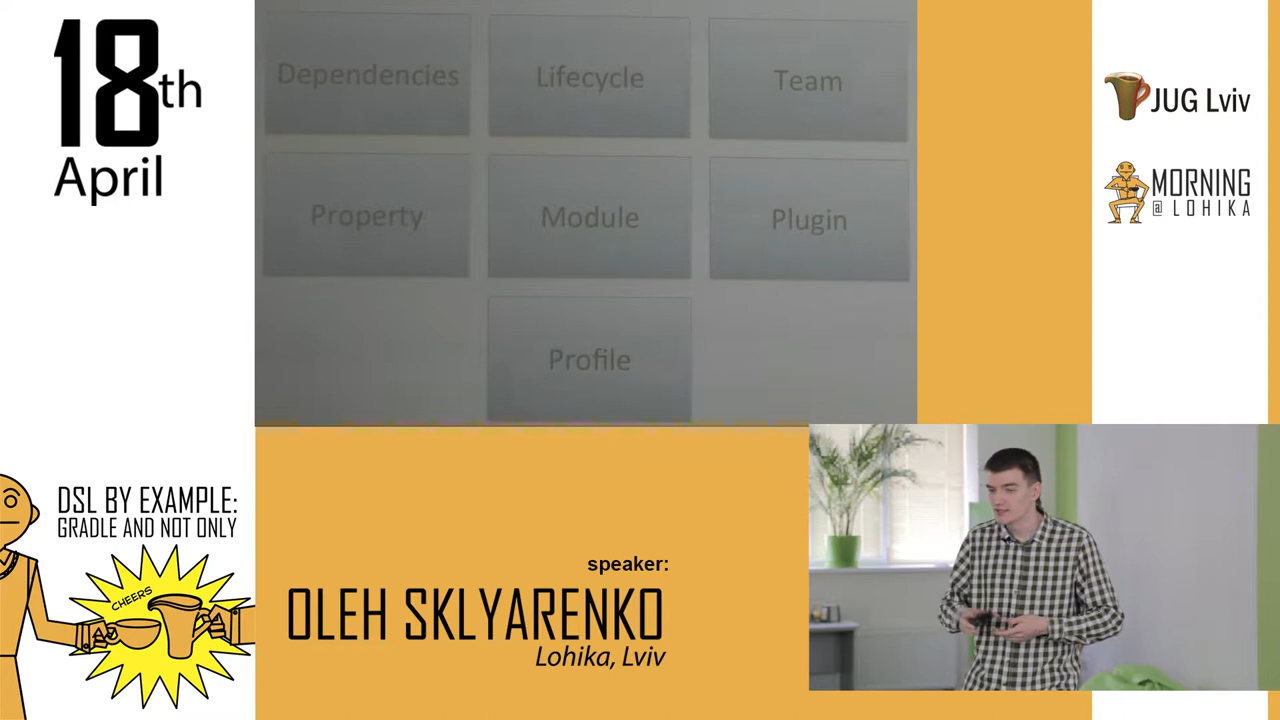 18th
April
Dependencies
Lifecycle
Team
Property
Module
Plugin
Profile
JUG Lviv
MORNING
@ LOHIKA
DSL BY EXAMPLE:
GRADLE AND NOT ONLY
CHEERS
speaker:
OLEH SKLYARENKO
Lohika, Lviv